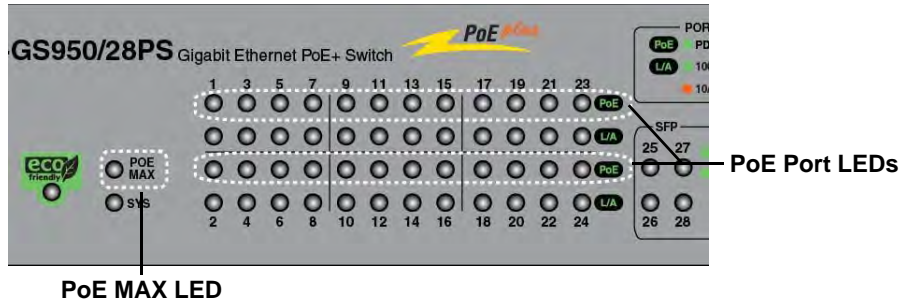 PoE plus
-GS950/28PS Gigabit Ethernet PoE+ Switch
POR
PoE PD
L/A 100
10/
1 3 5 7 9 11 13 15 17 19 21 23
PoE
L/A
SFP
25 27
eco
friendly
POE
MAX
PoE
PoE Port LEDs
SYS
L/A
2 4 6 8 10 12 14 16 18 20 22 24
26 28
PoE MAX LED